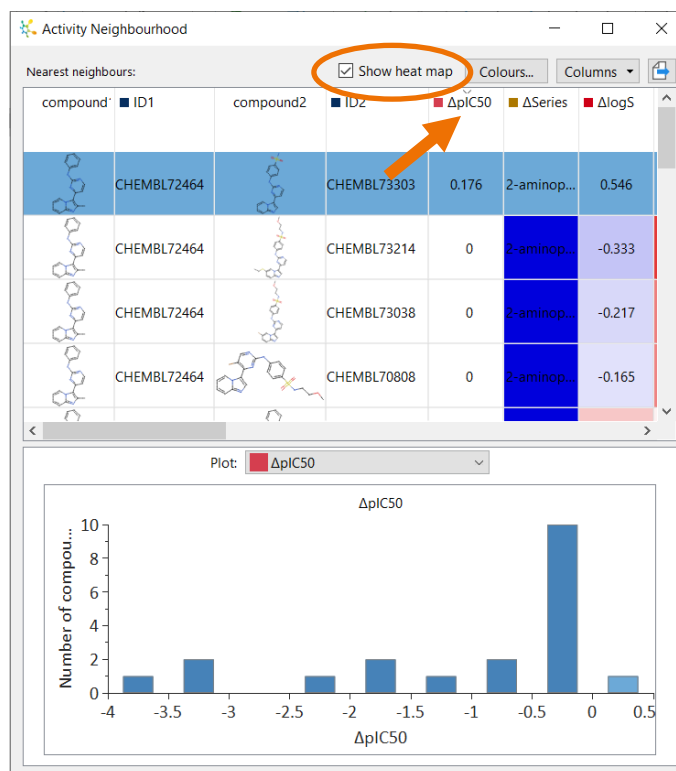 Activity Neighbourhood
Nearest neighbours: Show heat map Colours... Columns
compound1 ID1 compound2 ID2 ΔpIC50 ΔSeries ΔlogS
CHEMBL72464 CHEMBL73303 0.176 2-aminop... 0.546
CHEMBL72464 CHEMBL73214 0 2-aminop... -0.333
CHEMBL72464 CHEMBL73038 0 2-aminop... -0.217
CHEMBL72464 CHEMBL70808 0 2-aminop... -0.165
Plot: ΔpIC50
ΔpIC50
Number of compou...
10
8
6
4
2
0
-4 -3.5 -3 -2.5 -2 -1.5 -1 -0.5 0 0.5
ΔpIC50